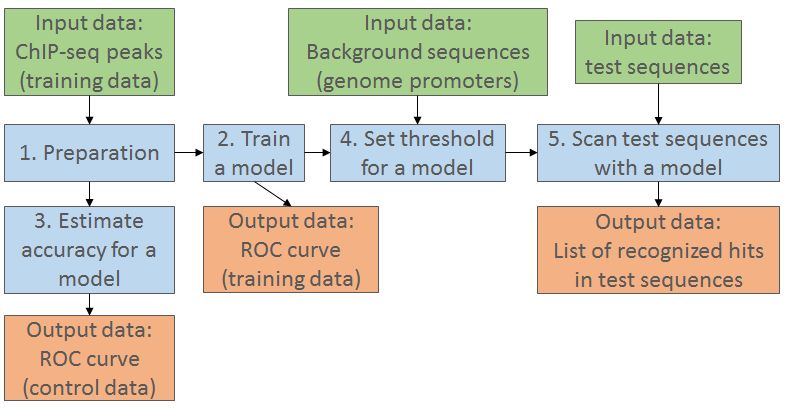 Input data:
ChIP-seq peaks
(training data)
Input data:
Background sequences
(genome promoters)
Input data:
test sequences
1. Preparation
2. Train
a model
4. Set threshold
for a model
5. Scan test sequences
with a model
3. Estimate
accuracy for a
model
Output data:
ROC curve
(training data)
Output data:
List of recognized hits
in test sequences
Output data:
ROC curve
(control data)